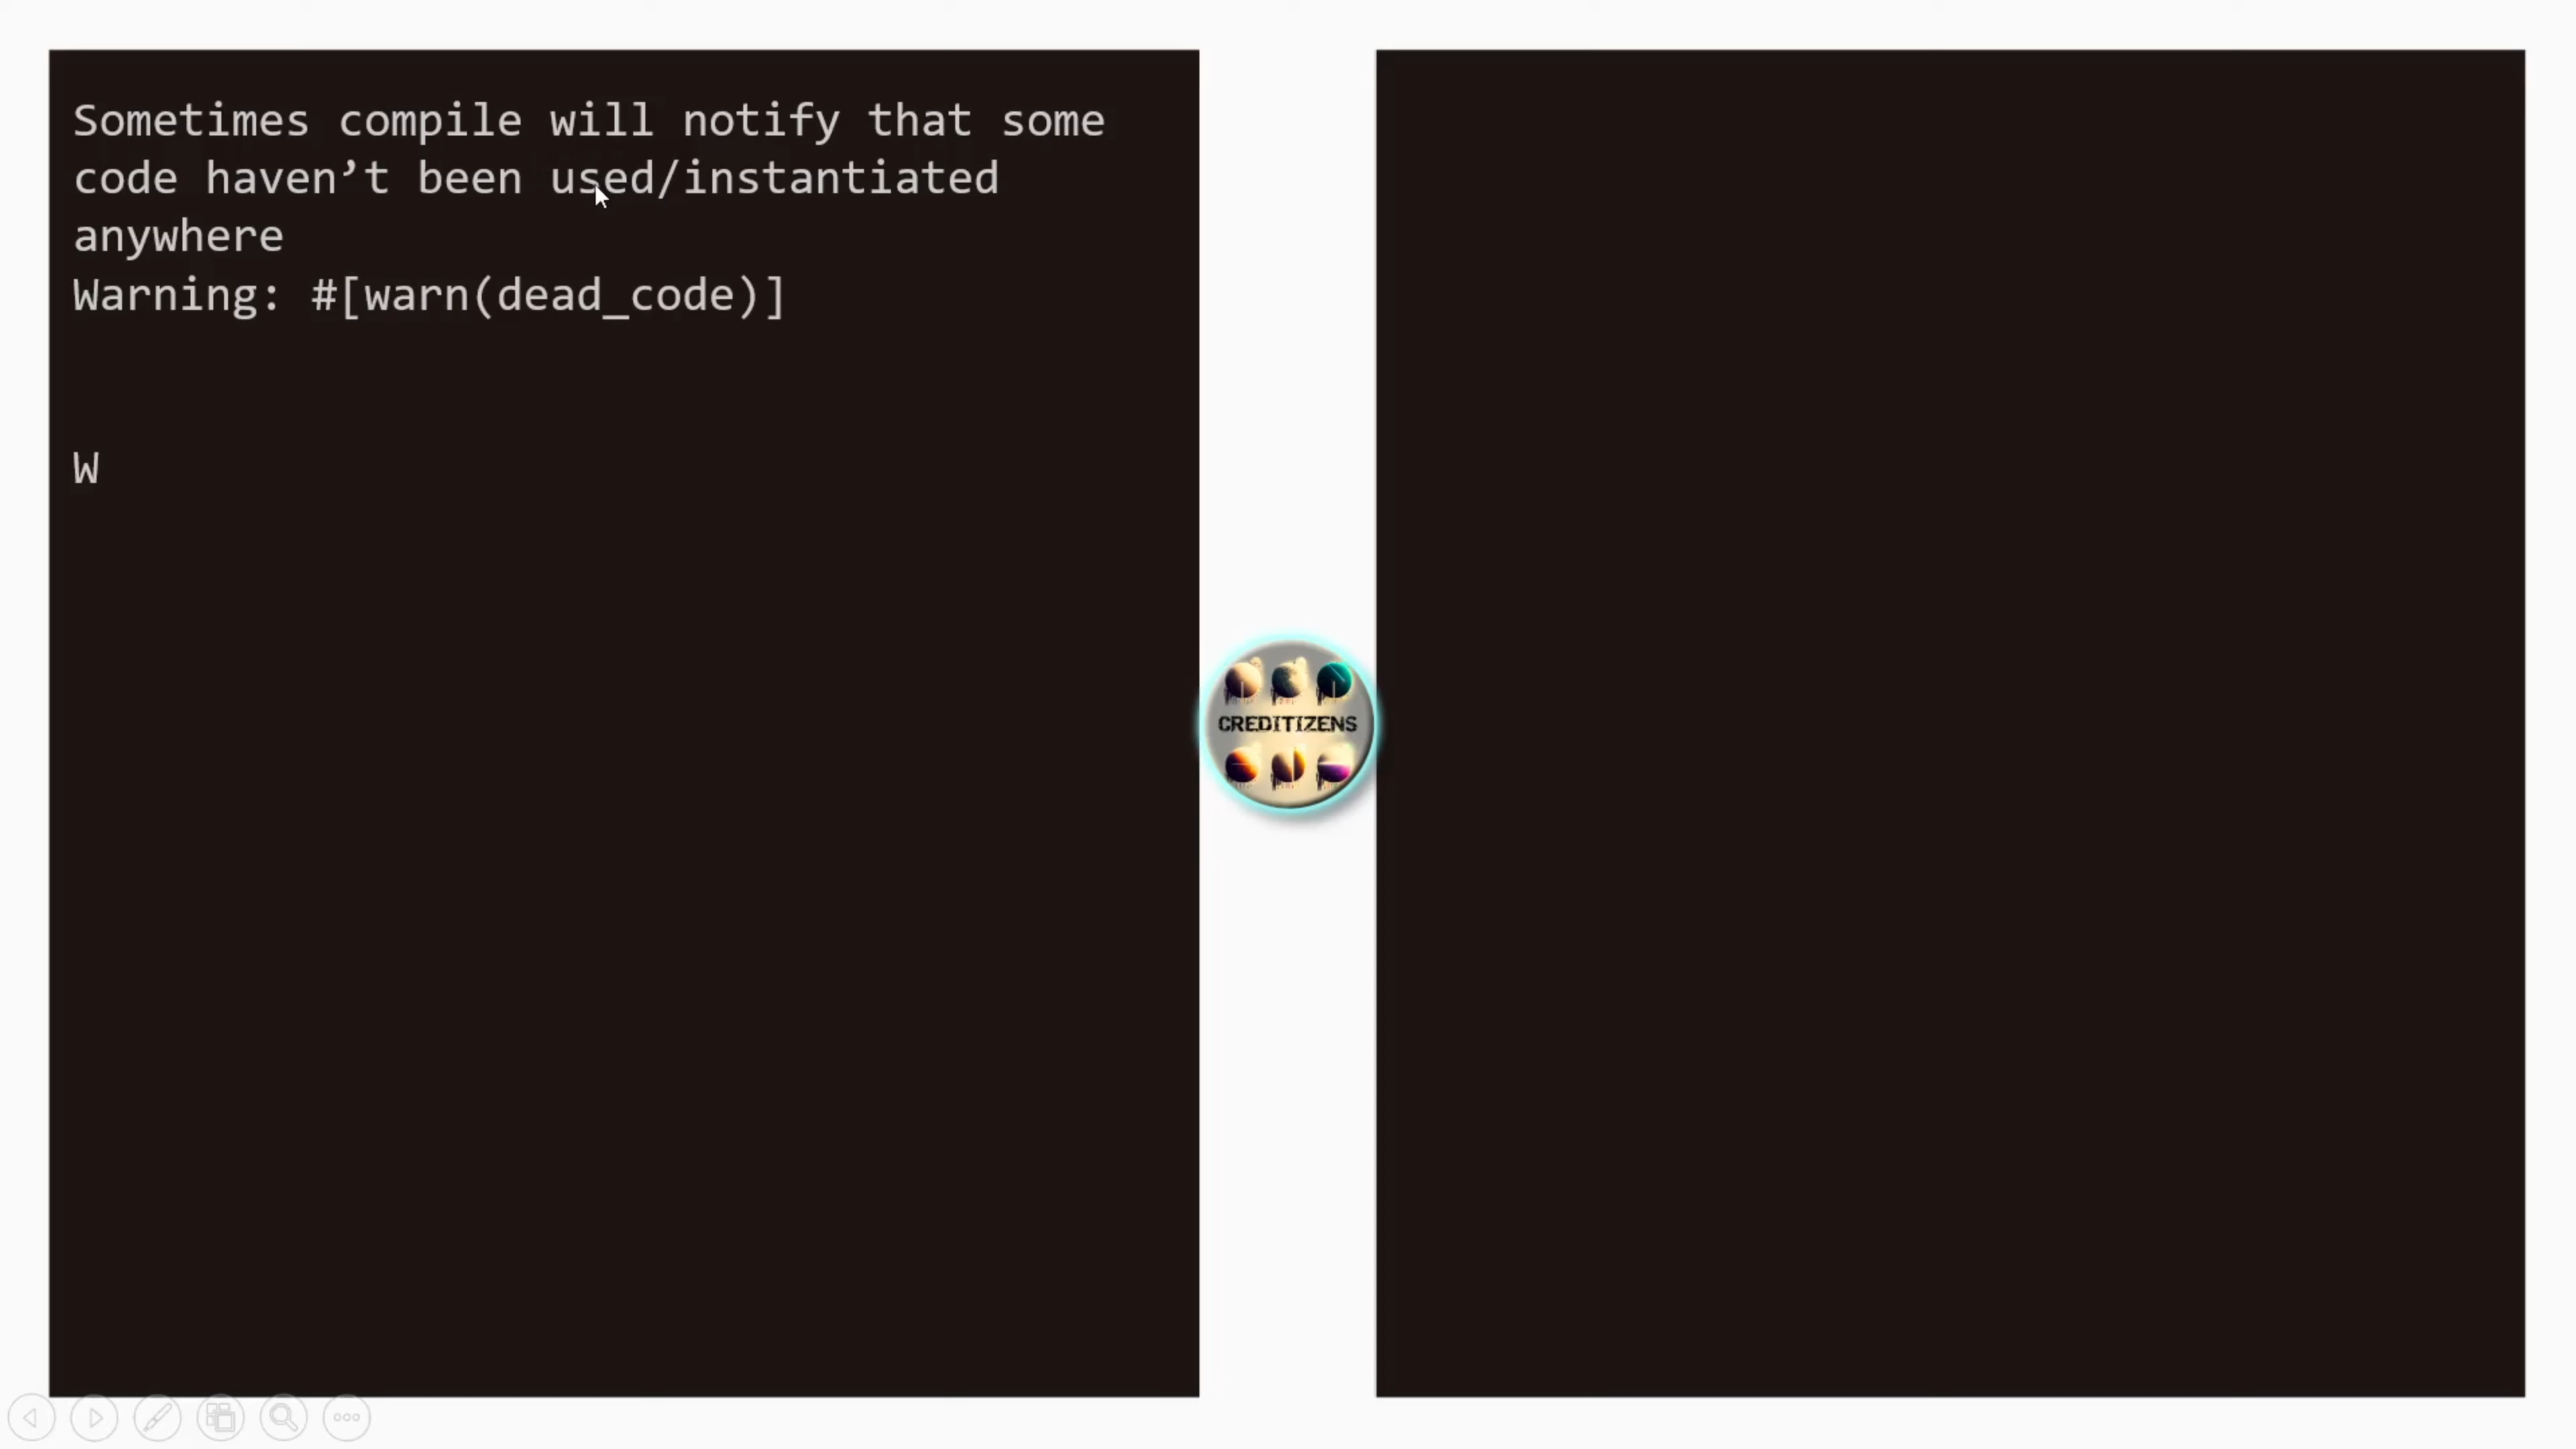 Sometimes compile will notify that some
code haven’t been used/instantiated
anywhere
Warning: #[warn(dead_code)]
W
CREDITIZENS